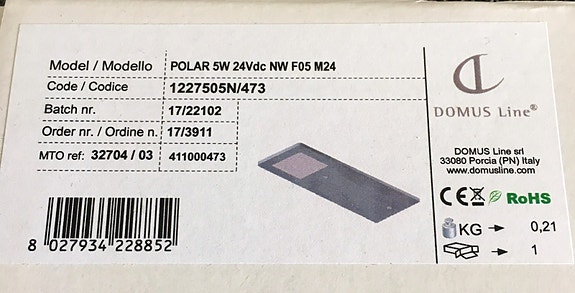 Model / Modello POLAR 5W 24Vdc NW F05 M24
Code / Codice 1227505N/473
Batch nr. 17/22102
Order nr. / Ordine n. 17/3911
MTO ref: 32704 / 03 411000473
8 027934 228852
DOMUS Line®
DOMUS Line srl
33080 Porcia (PN) Italy
www.domusline.com
CE RoHS
KG → 0,21
→ 1